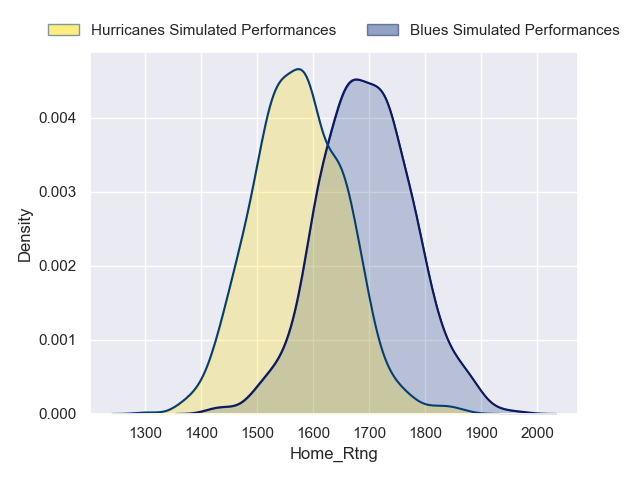 Hurricanes Simulated Performances Blues Simulated Performances
0.004
0.003
0.002
0.001
0.000
Density
1300 1400 1500 1600 1700 1800 1900 2000
Home_Rtng